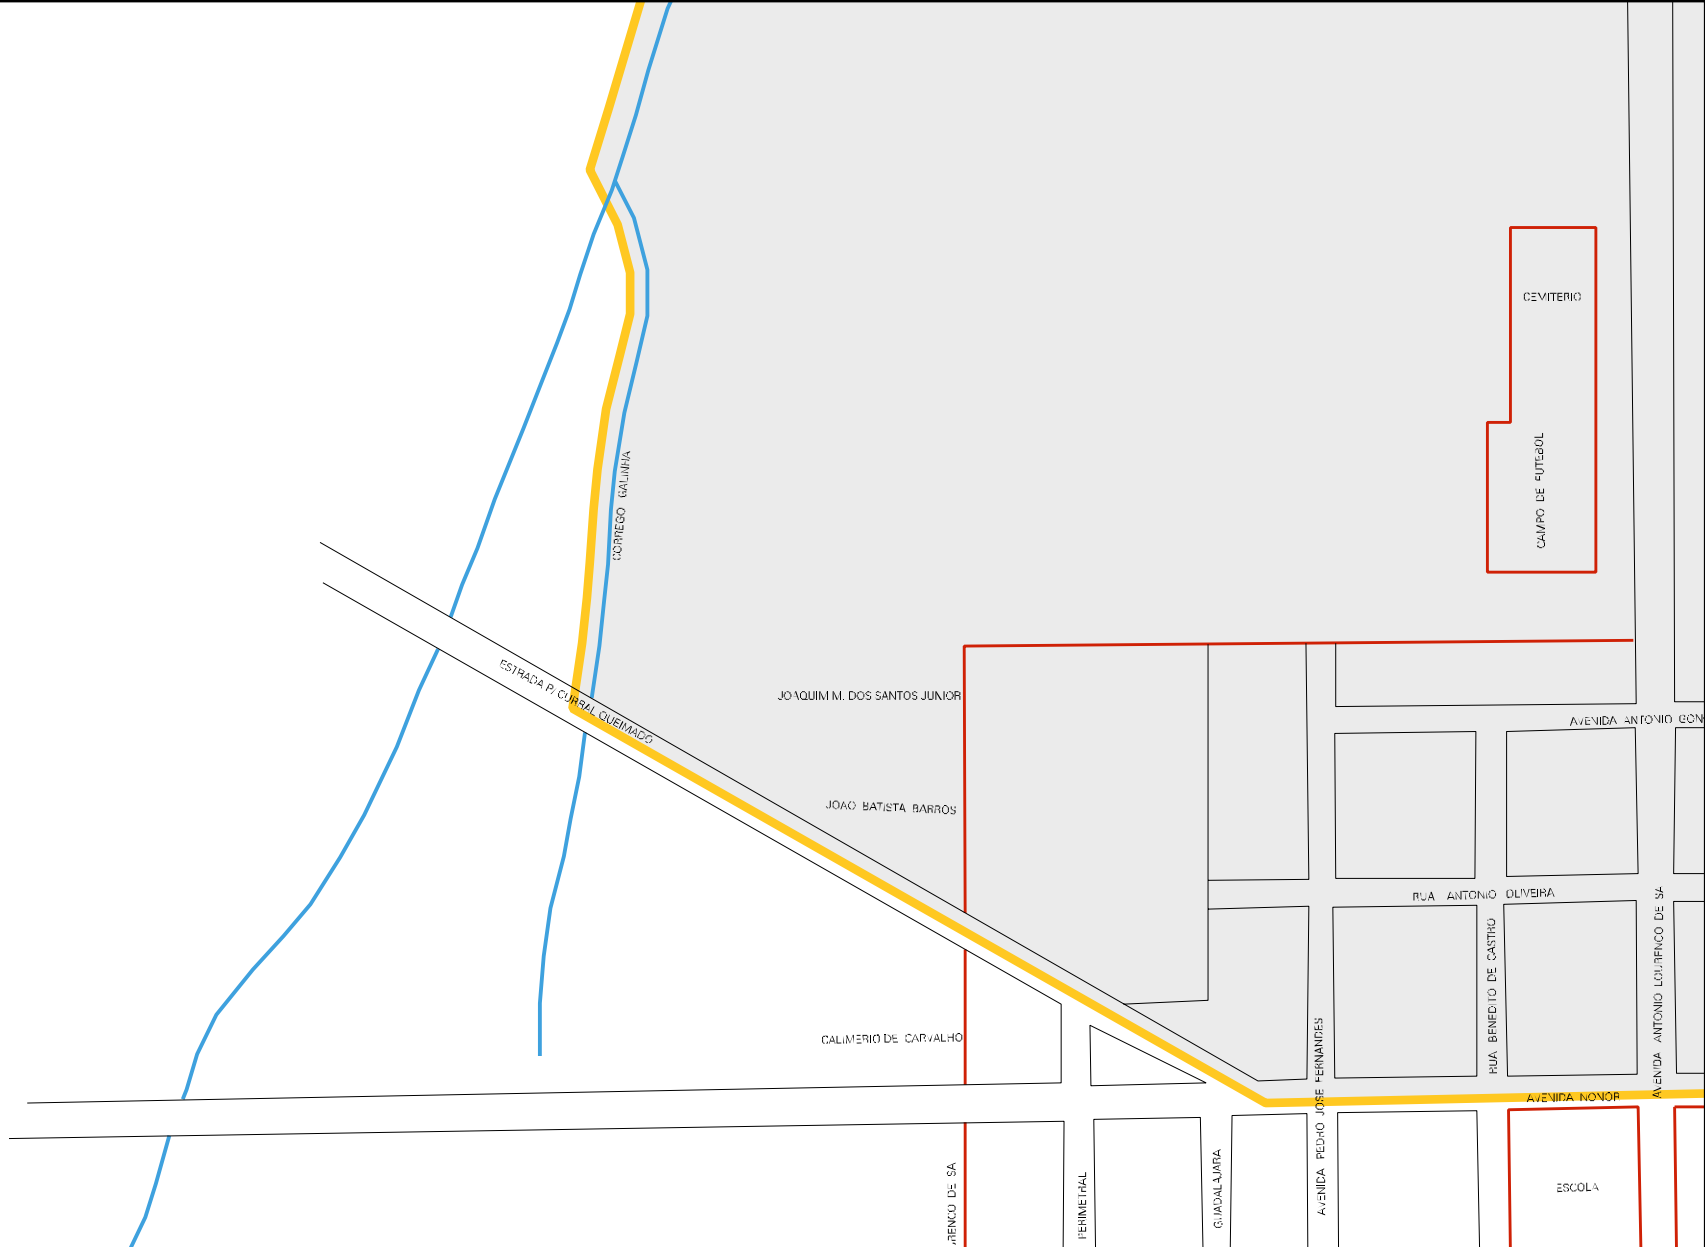 CEMITERIO
CAMPO DE FUTEBOL
CORREGO GALINHA
ESTRADA P/ CURRAL QUEIMADO
JOAQUIM M. DOS SANTOS JUNIOR
AVENIDA ANTONIO GON
JOAO BATISTA BARROS
RUA ANTONIO OLIVEIRA
RUA BENEDITO DE CASTRO
AVENIDA ANTONIO LOURENCO DE SA
CALIMERIO DE CARVALHO
AVENIDA PEDRO JOSE FERNANDES
AVENIDA NONOR
RENCO DE SA
PERIMETRAL
GUADALAJARA
ESCOLA